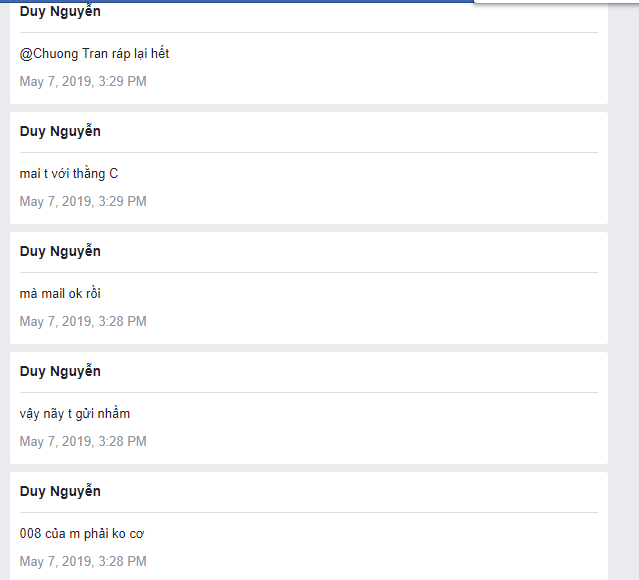 Duy Nguyễn
@Chuong Tran ráp lại hết
May 7, 2019, 3:29 PM
Duy Nguyễn
mai t với thằng C
May 7, 2019, 3:29 PM
Duy Nguyễn
mà mail ok rồi
May 7, 2019, 3:28 PM
Duy Nguyễn
vậy nãy t gửi nhầm
May 7, 2019, 3:28 PM
Duy Nguyễn
008 của m phải ko cơ
May 7, 2019, 3:28 PM